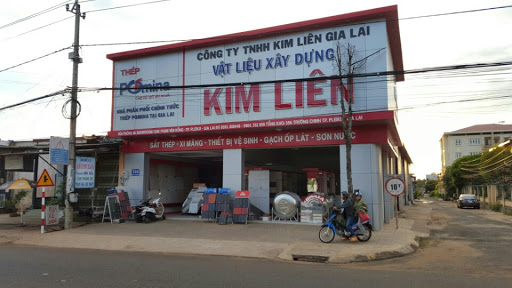 CÔNG TY TNHH KIM LIÊN GIA LAI
VẬT LIỆU XÂY DỰNG
KIM LIÊN
THÉP
Pomina
NHÀ PHÂN PHỐI CHÍNH THỨC
THÉP POMINA TẠI GIA LAI
SẮT THÉP - XI MĂNG - THIẾT BỊ VỆ SINH - GẠCH ỐP LÁT - SƠN NƯỚC